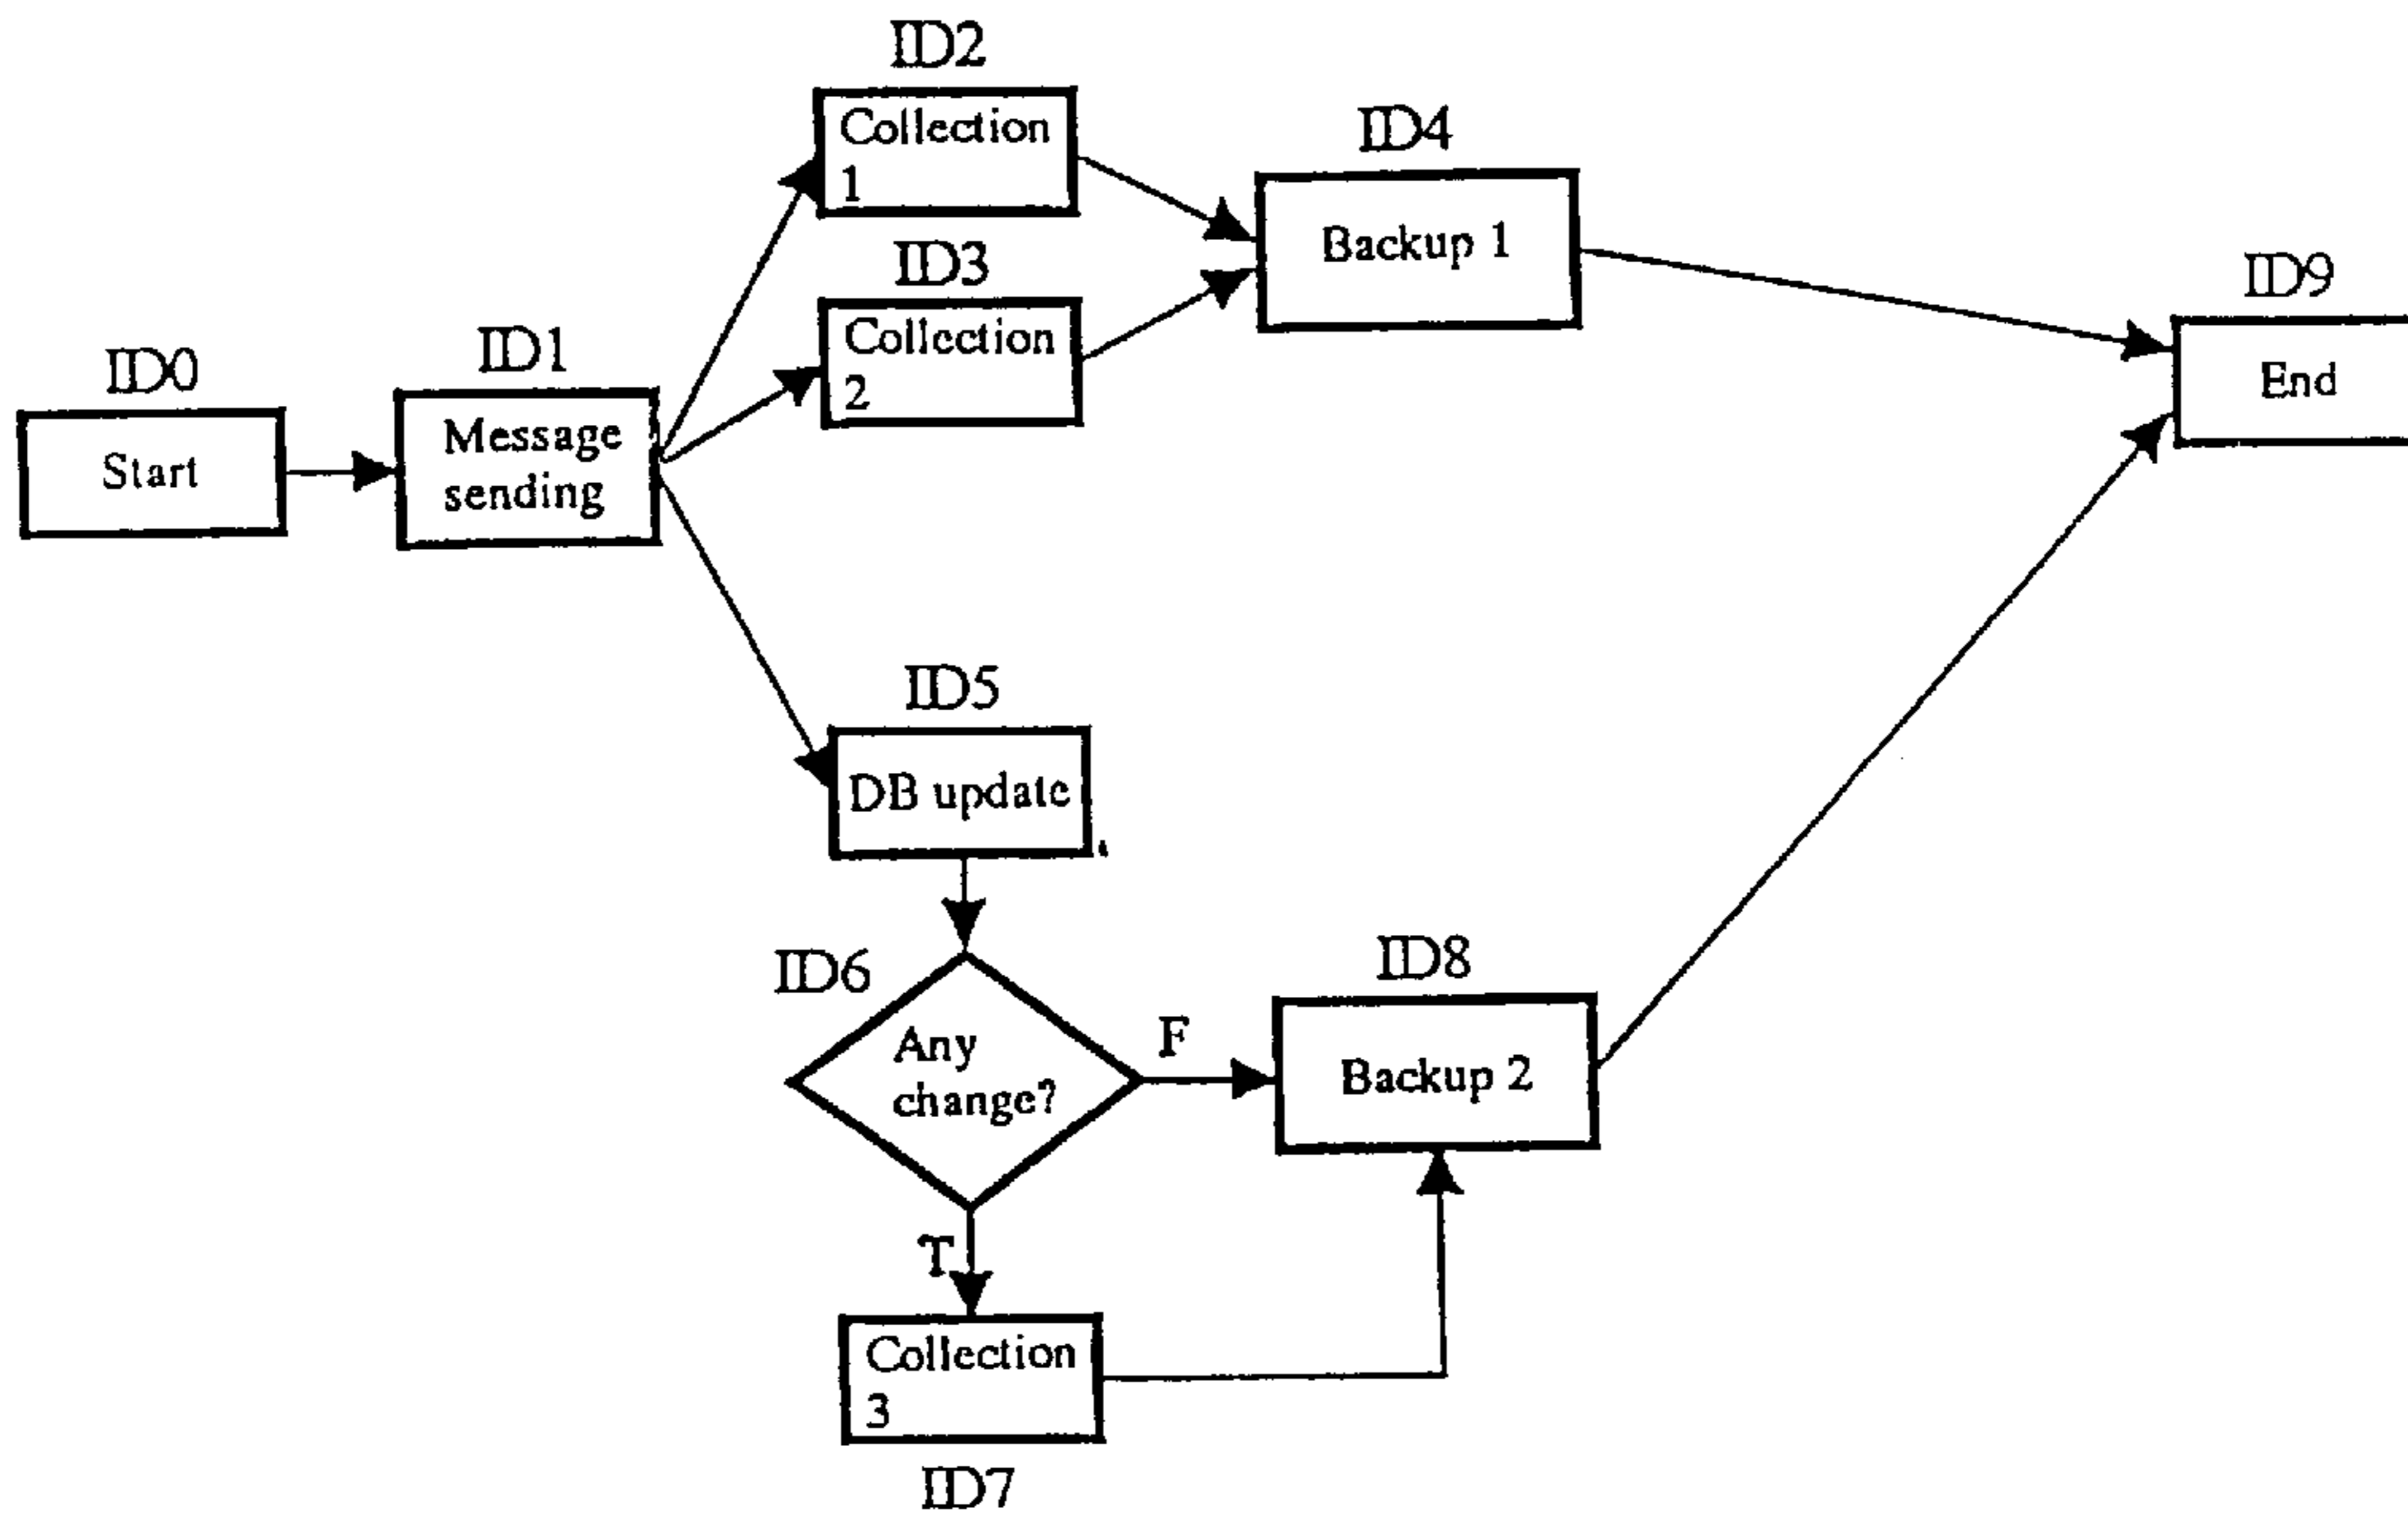 ID2
Collection
1
ID4
Backup 1
ID3
Collection
2
ID9
End
ID1
Message
sending
ID0
Start
ID5
DB update
ID6
Any
change?
F
ID8
Backup 2
T
Collection
3
ID7